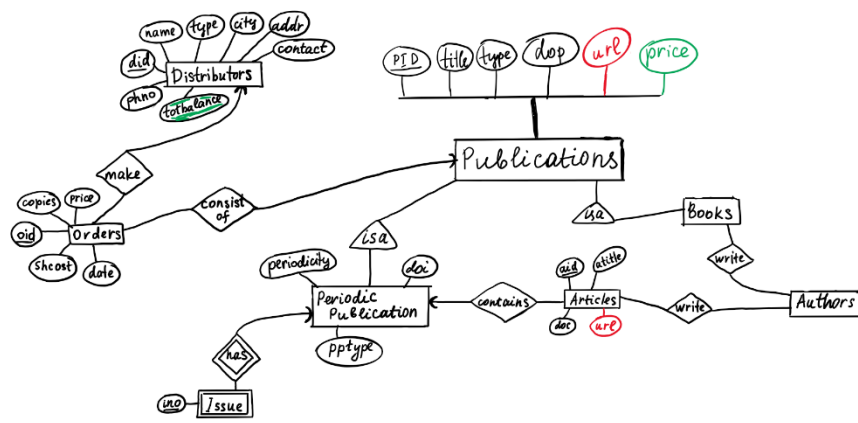 name
type
city
addr
contact
did
Distributors
phno
totbalance
PID
title
type
dop
url
price
Publications
make
copies
price
consist
of
oid
Orders
shcost
date
isa
isa
Books
write
periodicity
doi
Periodic
Publication
pptype
contains
aid
atitle
Articles
doc
url
write
Authors
has
ino
Issue